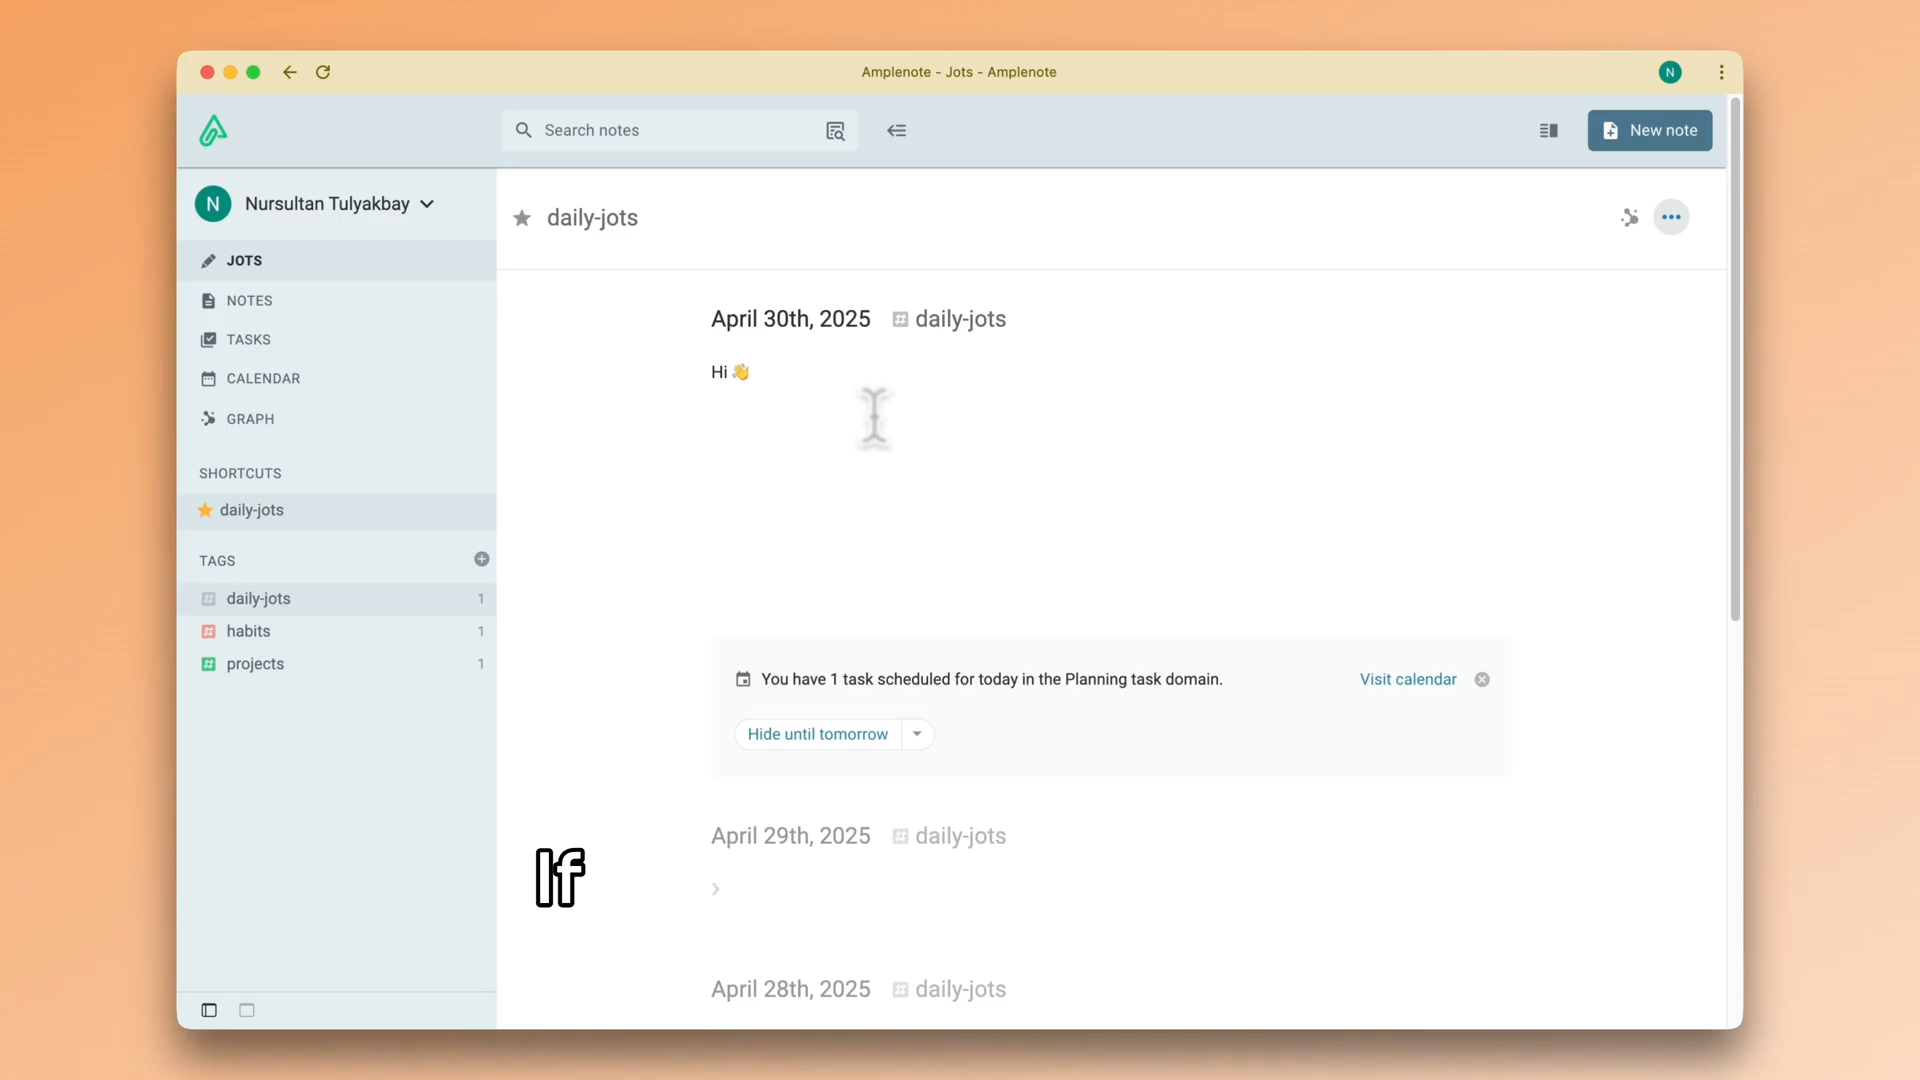 Amplenote - Jots - Amplenote
N
Search notes
New note
N Nursultan Tulyakbay
daily-jots
JOTS
NOTES
TASKS
CALENDAR
GRAPH
SHORTCUTS
daily-jots
TAGS
daily-jots 1
habits 1
projects 1
April 30th, 2025 daily-jots
Hi 👋
You have 1 task scheduled for today in the Planning task domain. Visit calendar
Hide until tomorrow
April 29th, 2025 daily-jots
If
April 28th, 2025 daily-jots